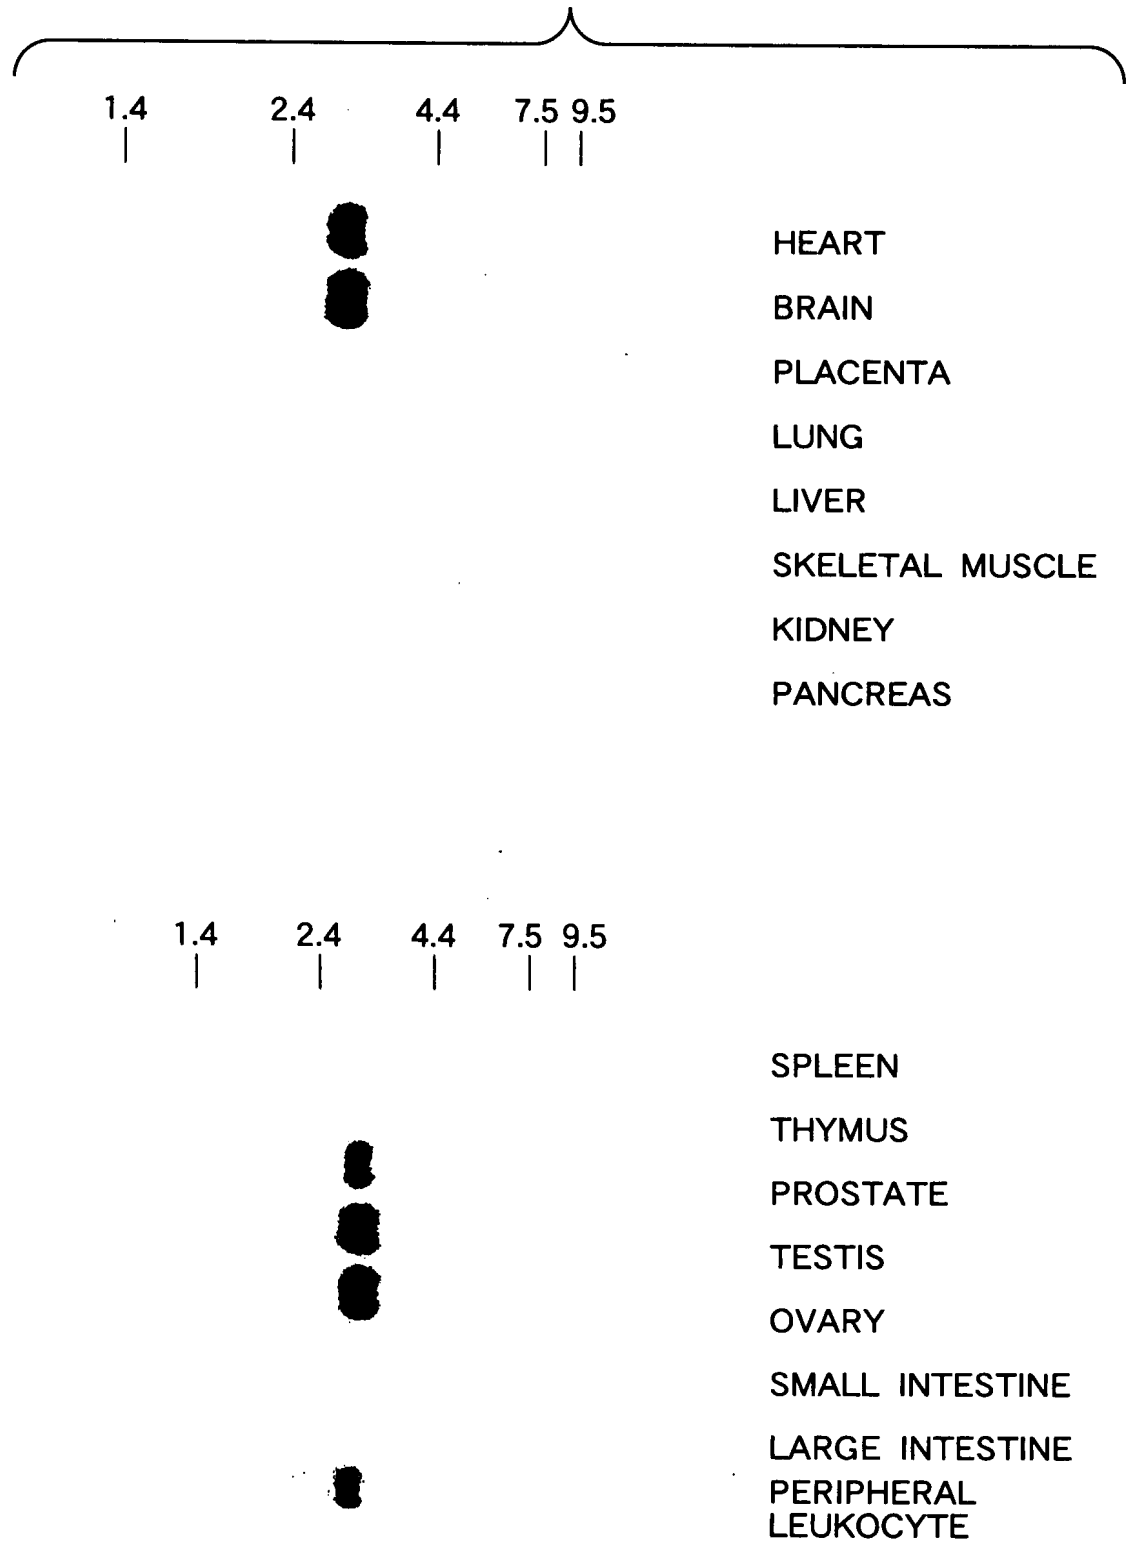 1.4 2.4 4.4 7.5 9.5
HEART
BRAIN
PLACENTA
LUNG
LIVER
SKELETAL MUSCLE
KIDNEY
PANCREAS
1.4 2.4 4.4 7.5 9.5
SPLEEN
THYMUS
PROSTATE
TESTIS
OVARY
SMALL INTESTINE
LARGE INTESTINE
PERIPHERAL
LEUKOCYTE